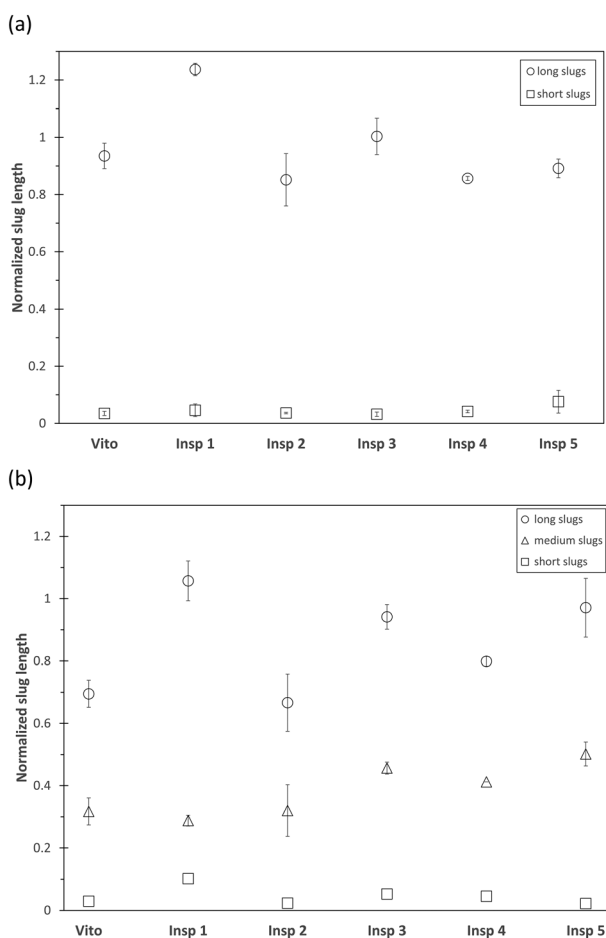 (a)
1.2
1
0.8
0.6
0.4
0.2
0
Normalized slug length
long slugs
short slugs
Vito Insp 1 Insp 2 Insp 3 Insp 4 Insp 5
(b)
1.2
1
0.8
0.6
0.4
0.2
0
Normalized slug length
long slugs
medium slugs
short slugs
Vito Insp 1 Insp 2 Insp 3 Insp 4 Insp 5